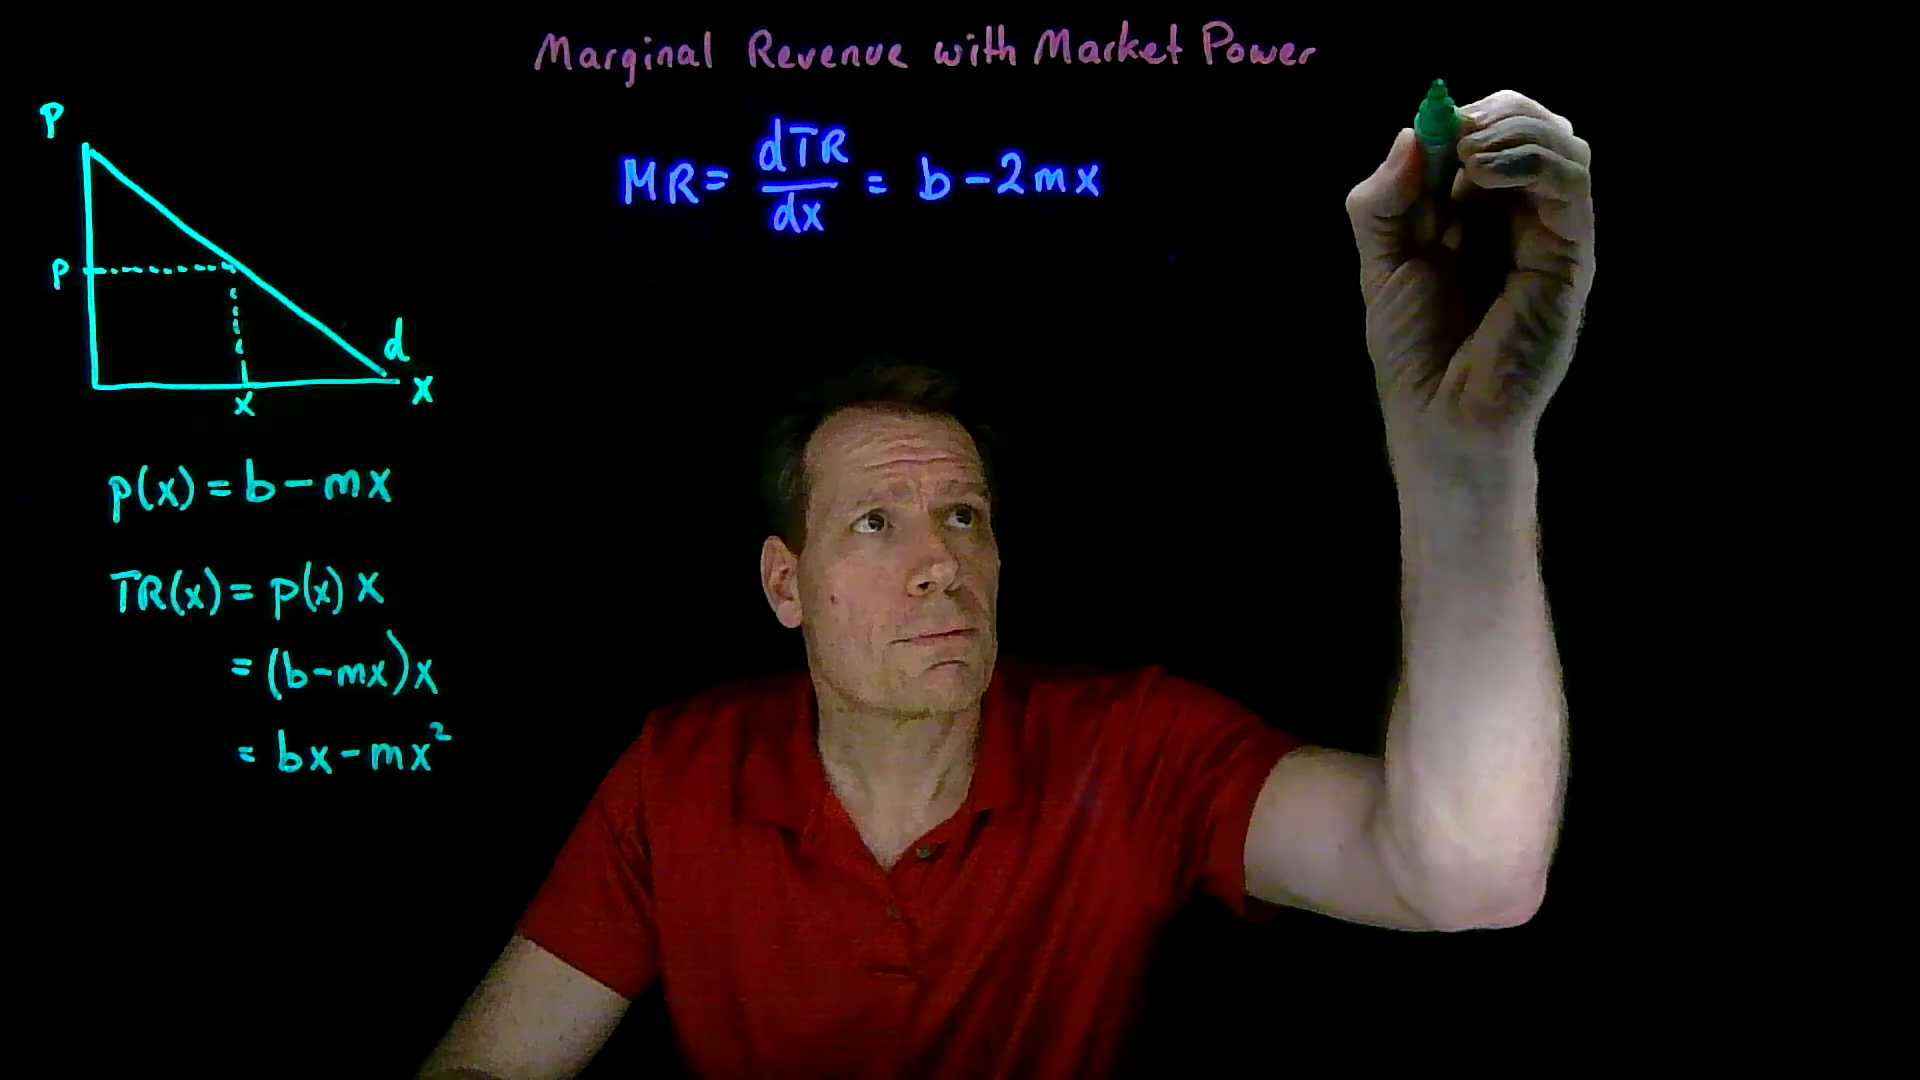 Marginal Revenue with Market Power
P
P
d
x
x
MR = dTR/dx = b - 2mx
p(x) = b - mx
TR(x) = p(x) x
= (b - mx) x
= bx - mx²